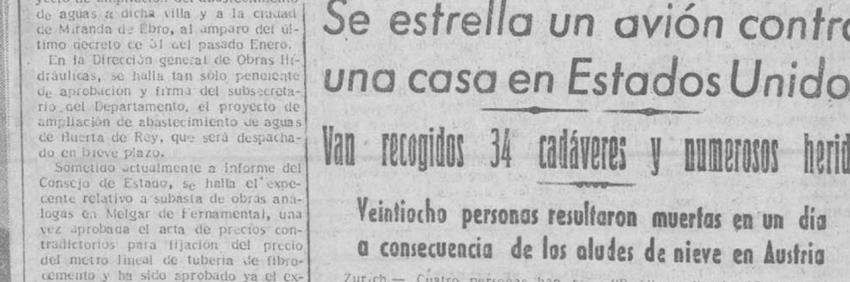 de aguas a dicha villa y a la ciudad
de Miranda de Ebro, al amparo del úl-
timo decreto de 31 del pasado Enero.
En la Dirección general de Obras Hi-
dráulicas, se halla tan sólo pendiente
de aprobación y firma del subsecreta-
rio del Departamento, el proyecto de
ampliación de abastecimiento de aguas
de Huerta de Rey, que será despacha-
do en breve plazo.
Sometido actualmente a informe del
Consejo de Estado, se halla el expe-
cente relativo a subasta de obras aná-
logas en Melgar de Fernamental, una
vez aprobada el acta de precios con-
tradictorios para fijación del precio
del metro lineal de tubería de fibro-
cemento y ha sido aprobado ya el ex-
Se estrella un avión contra
una casa en Estados Unido
Van recogidos 34 cadáveres y numerosos herid
Veintiocho personas resultaron muertas en un día
a consecuencia de los aludes de nieve en Austria
Zurich.— Cuatro personas han